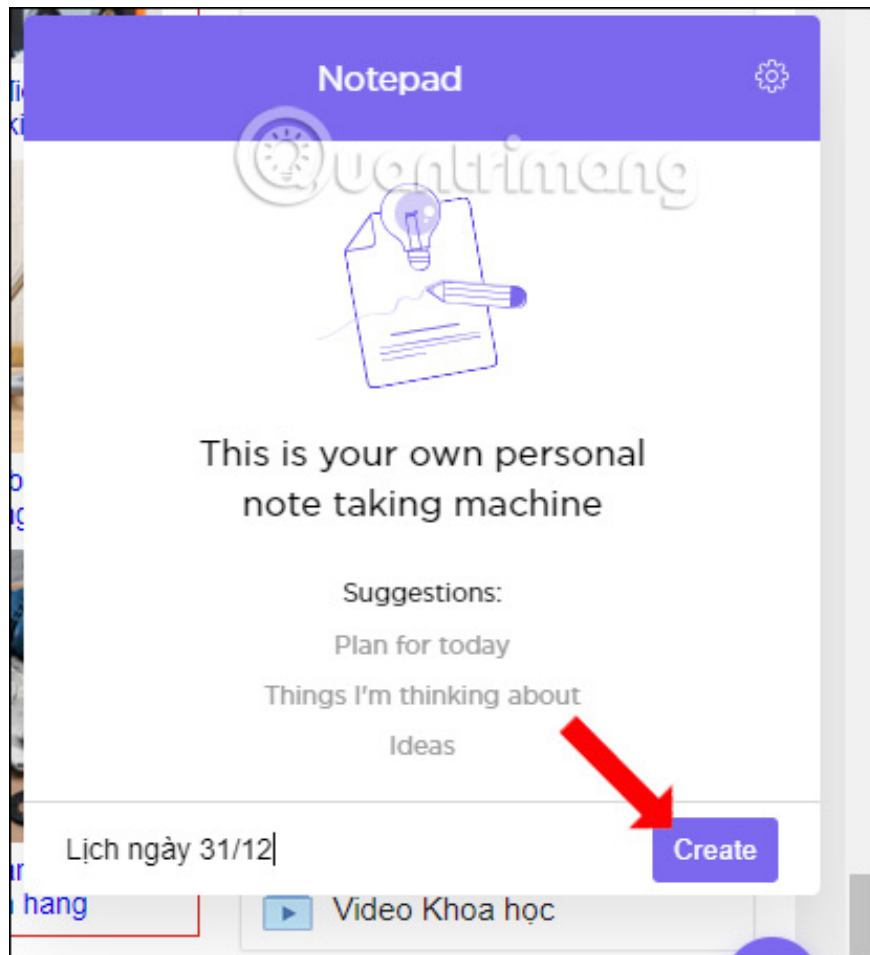 Notepad
Quantrimang
This is your own personal
note taking machine
Suggestions:
Plan for today
Things I'm thinking about
Ideas
Lịch ngày 31/12
Create
hang
Video Khoa học